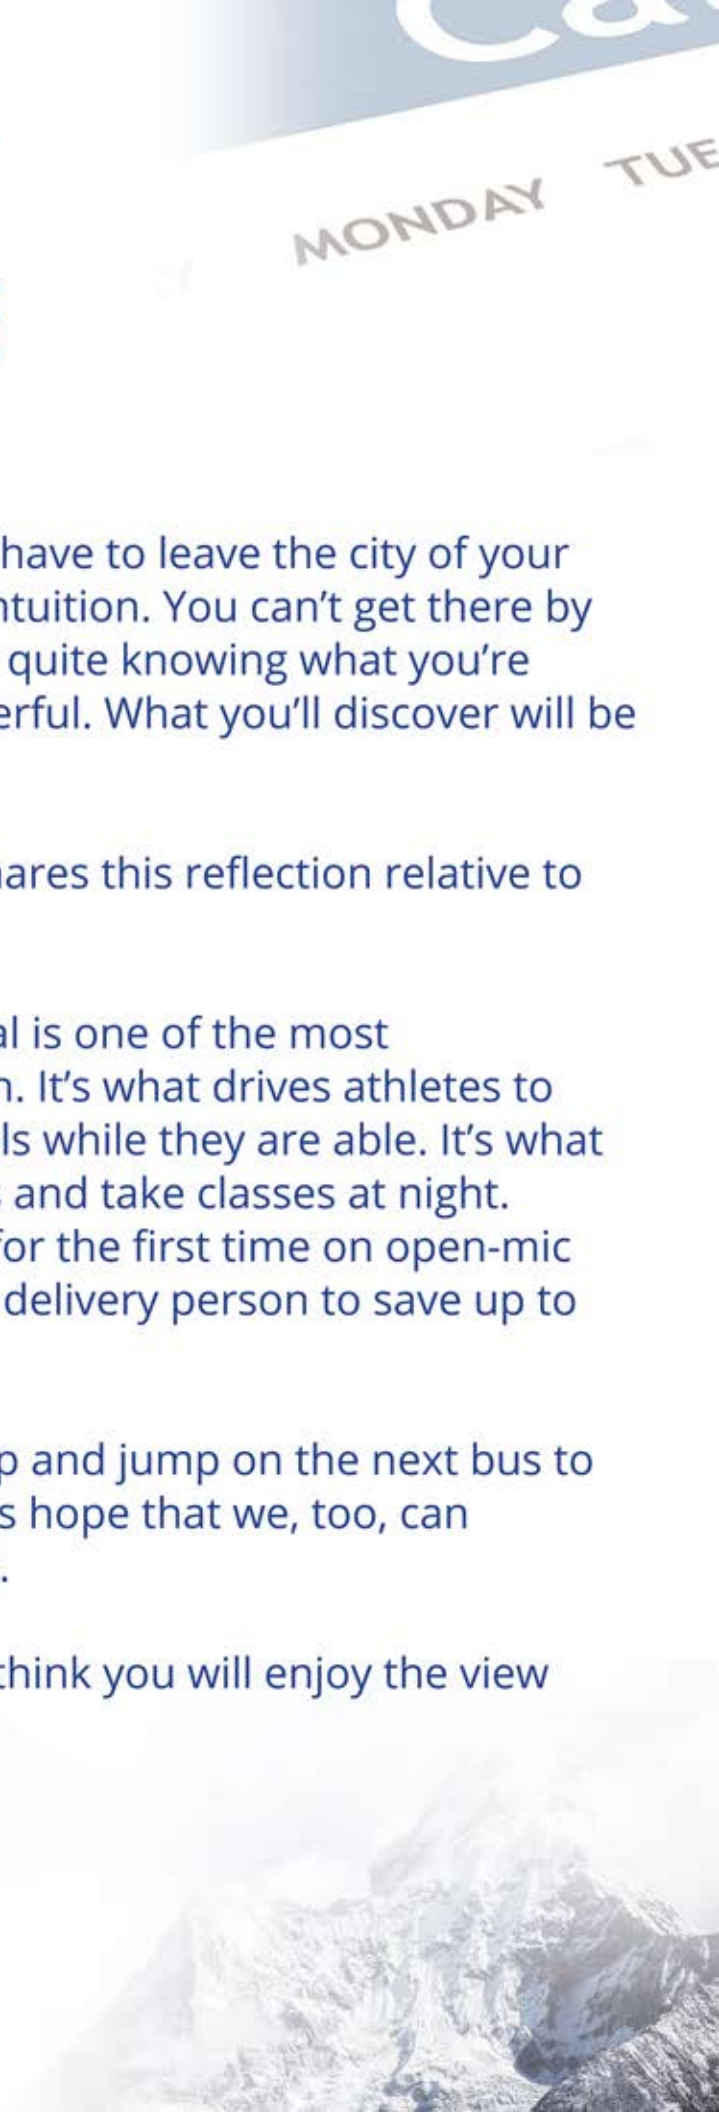 Ca
MONDAY TUE
have to leave the city of your
ntuition. You can’t get there by
quite knowing what you’re
erful. What you’ll discover will be
ares this reflection relative to
al is one of the most
n. It’s what drives athletes to
ls while they are able. It’s what
s and take classes at night.
for the first time on open-mic
delivery person to save up to
p and jump on the next bus to
s hope that we, too, can
.
think you will enjoy the view